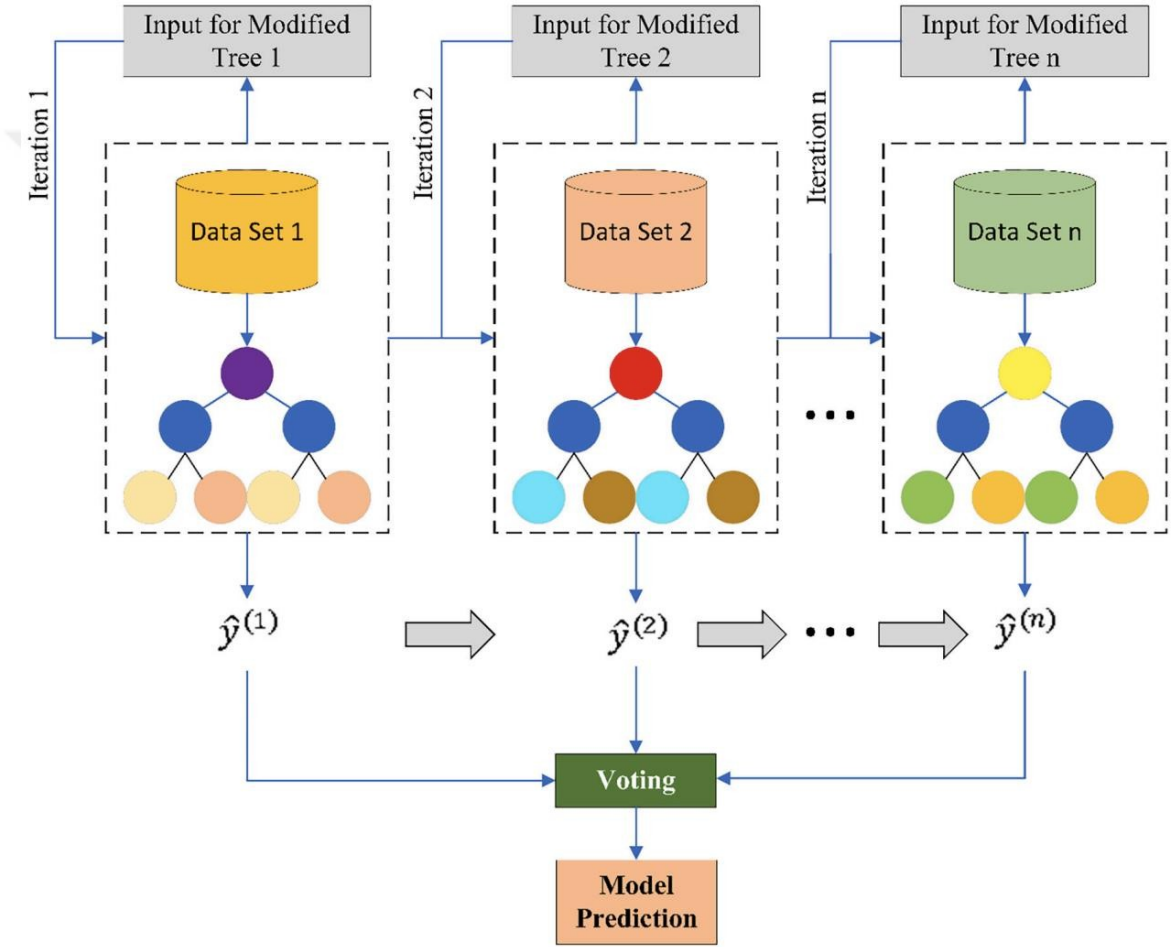 Input for Modified
Tree 1
Input for Modified
Tree 2
Input for Modified
Tree n
Iteration 1
Iteration 2
Iteration n
Data Set 1
Data Set 2
Data Set n
...
ŷ⁽¹⁾
ŷ⁽²⁾
...
ŷ⁽ⁿ⁾
Voting
Model
Prediction